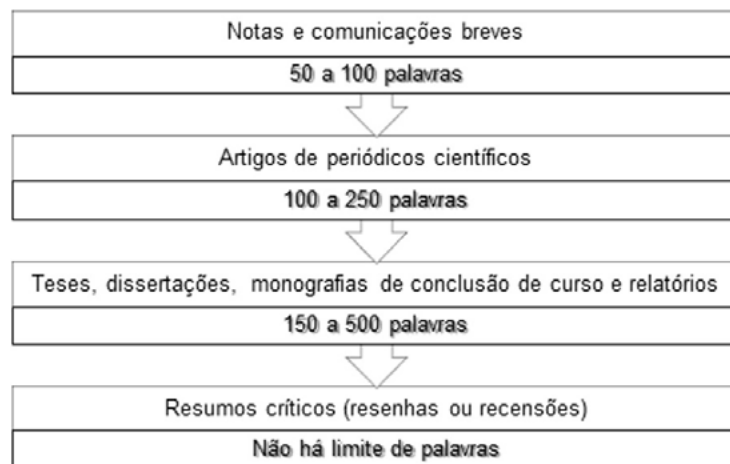 Notas e comunicações breves
50 a 100 palavras
Artigos de periódicos científicos
100 a 250 palavras
Teses, dissertações, monografias de conclusão de curso e relatórios
150 a 500 palavras
Resumos críticos (resenhas ou recensões)
Não há limite de palavras